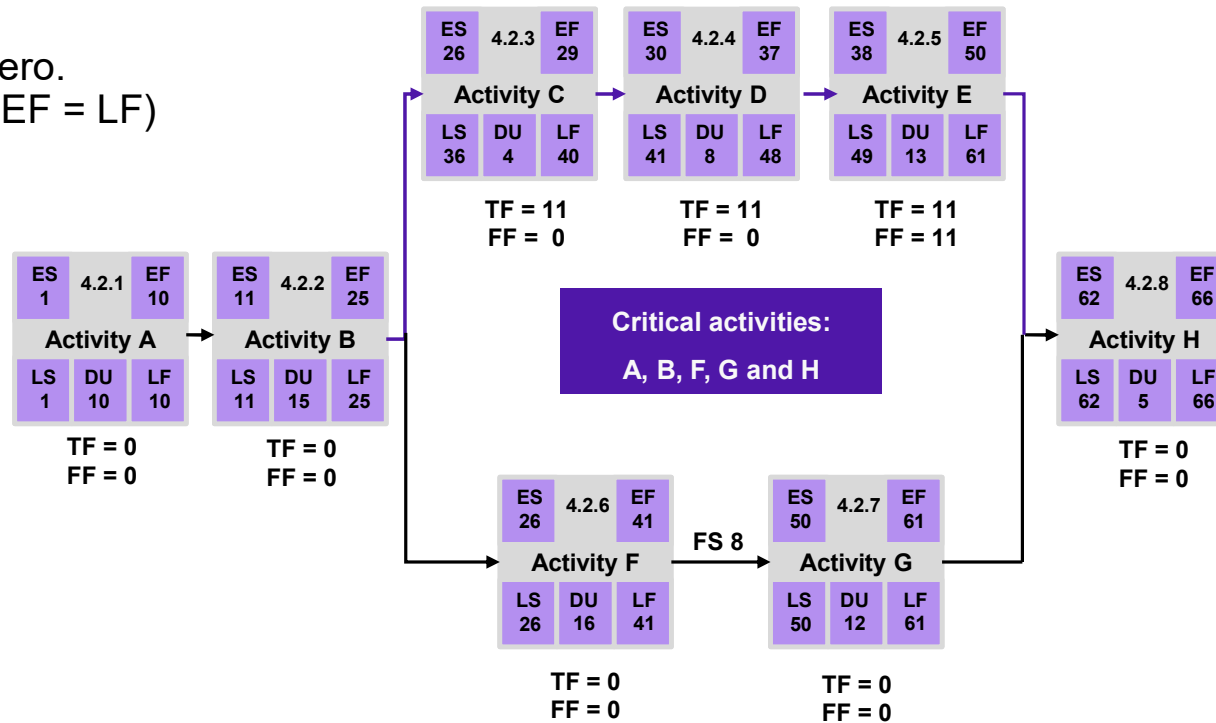 ero.
EF = LF)
ES 4.2.3 EF
26 29
Activity C
LS DU LF
36 4 40
TF = 11
FF = 0
ES 4.2.4 EF
30 37
Activity D
LS DU LF
41 8 48
TF = 11
FF = 0
ES 4.2.5 EF
38 50
Activity E
LS DU LF
49 13 61
TF = 11
FF = 11
ES 4.2.1 EF
1 10
Activity A
LS DU LF
1 10 10
TF = 0
FF = 0
ES 4.2.2 EF
11 25
Activity B
LS DU LF
11 15 25
TF = 0
FF = 0
Critical activities:
A, B, F, G and H
ES 4.2.8 EF
62 66
Activity H
LS DU LF
62 5 66
TF = 0
FF = 0
ES 4.2.6 EF
26 41
Activity F
LS DU LF
26 16 41
TF = 0
FF = 0
FS 8
ES 4.2.7 EF
50 61
Activity G
LS DU LF
50 12 61
TF = 0
FF = 0